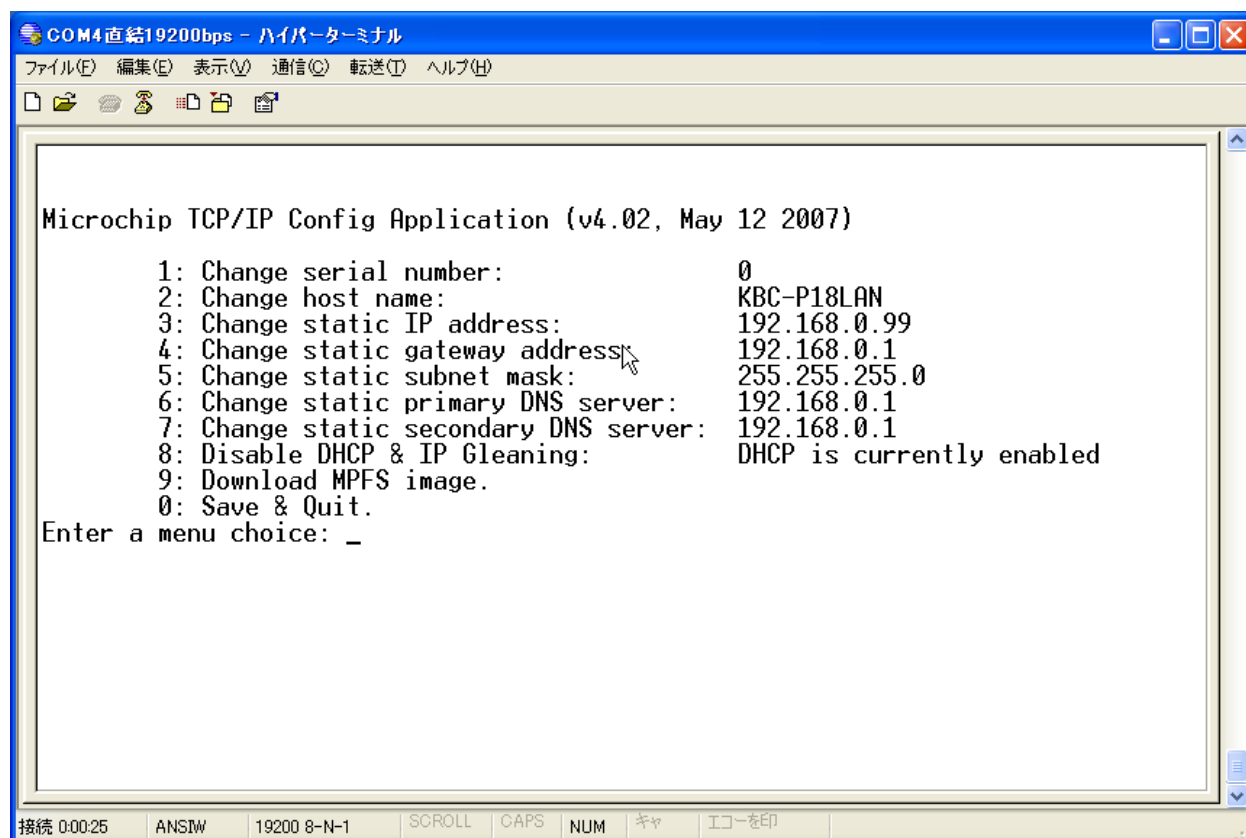 COM4直結19200bps - ハイパーターミナル
ファイル(F) 編集(E) 表示(V) 通信(C) 転送(T) ヘルプ(H)
Microchip TCP/IP Config Application (v4.02, May 12 2007)
1: Change serial number: 0
2: Change host name: KBC-P18LAN
3: Change static IP address: 192.168.0.99
4: Change static gateway address: 192.168.0.1
5: Change static subnet mask: 255.255.255.0
6: Change static primary DNS server: 192.168.0.1
7: Change static secondary DNS server: 192.168.0.1
8: Disable DHCP & IP Gleaning: DHCP is currently enabled
9: Download MPFS image.
0: Save & Quit.
Enter a menu choice: _
接続 0:00:25 ANSIW 19200 8-N-1 SCROLL CAPS NUM キャ エコーを印